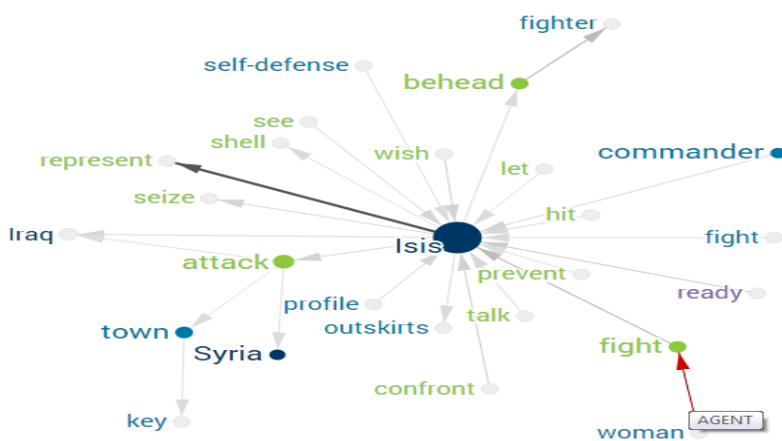 fighter
self-defense
behead
see
shell
wish
commander
represent
let
seize
hit
Iraq
Isis
fight
attack
prevent
ready
profile
talk
town
outskirts
Syria
fight
confront
key
AGENT
woman